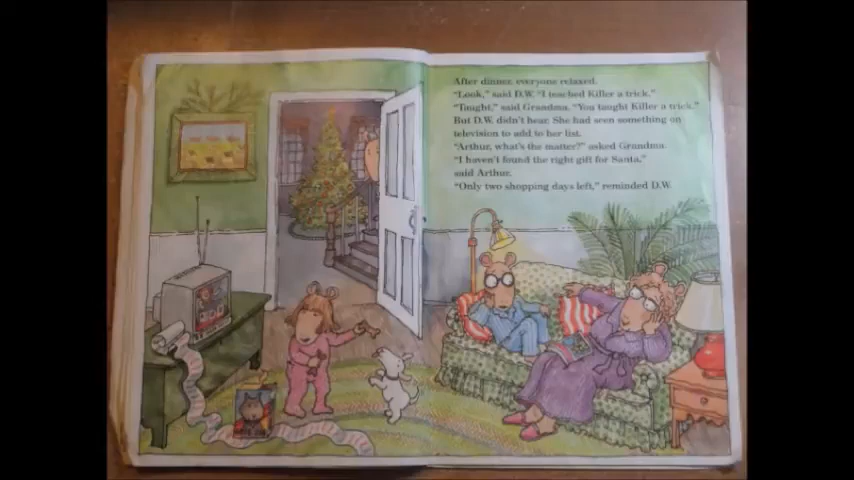 After dinner, everyone relaxed.
"Look," said D.W. "I teached Killer a trick."
"Taught," said Grandma. "You taught Killer a trick."
But D.W. didn't hear. She had seen something on
television to add to her list.
"Arthur, what's the matter?" asked Grandma.
"I haven't found the right gift for Santa,"
said Arthur.
"Only two shopping days left," reminded D.W.